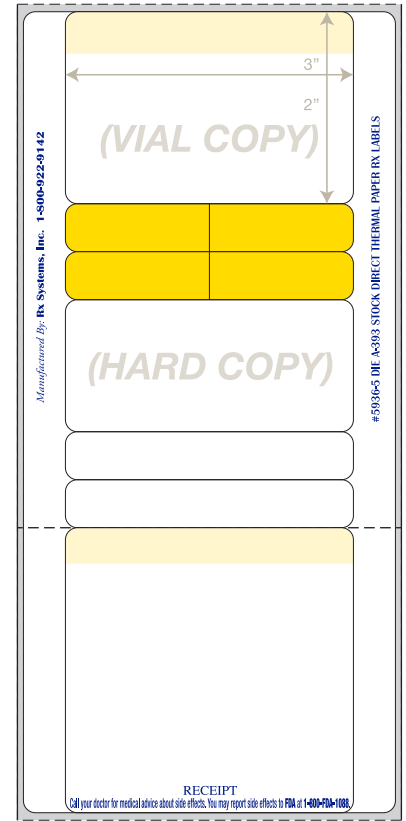 3”
2”
(VIAL COPY)
Manufactured By: Rx Systems, Inc. 1-800-922-9142
#5936-5 DIE A-393 STOCK DIRECT THERMAL PAPER RX LABELS
(HARD COPY)
RECEIPT
Call your doctor for medical advice about side effects. You may report side effects to FDA at 1-800-FDA-1088.